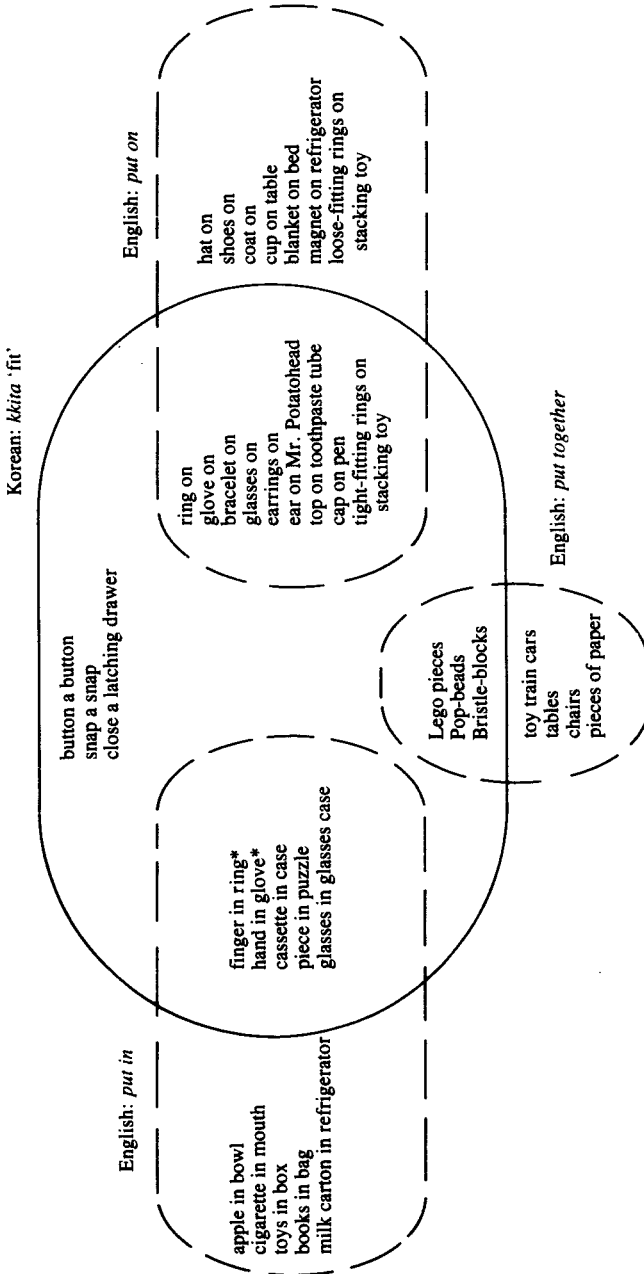 Korean: kkita 'fit'
English: put in
English: put on
button a button
snap a snap
close a latching drawer
apple in bowl
cigarette in mouth
toys in box
books in bag
milk carton in refrigerator
finger in ring*
hand in glove*
cassette in case
piece in puzzle
glasses in glasses case
ring on
glove on
bracelet on
glasses on
earrings on
ear on Mr. Potatohead
top on toothpaste tube
cap on pen
tight-fitting rings on
stacking toy
hat on
shoes on
coat on
cup on table
blanket on bed
magnet on refrigerator
loose-fitting rings on
stacking toy
Lego pieces
Pop-beads
Bristle-blocks
toy train cars
tables
chairs
pieces of paper
English: put together